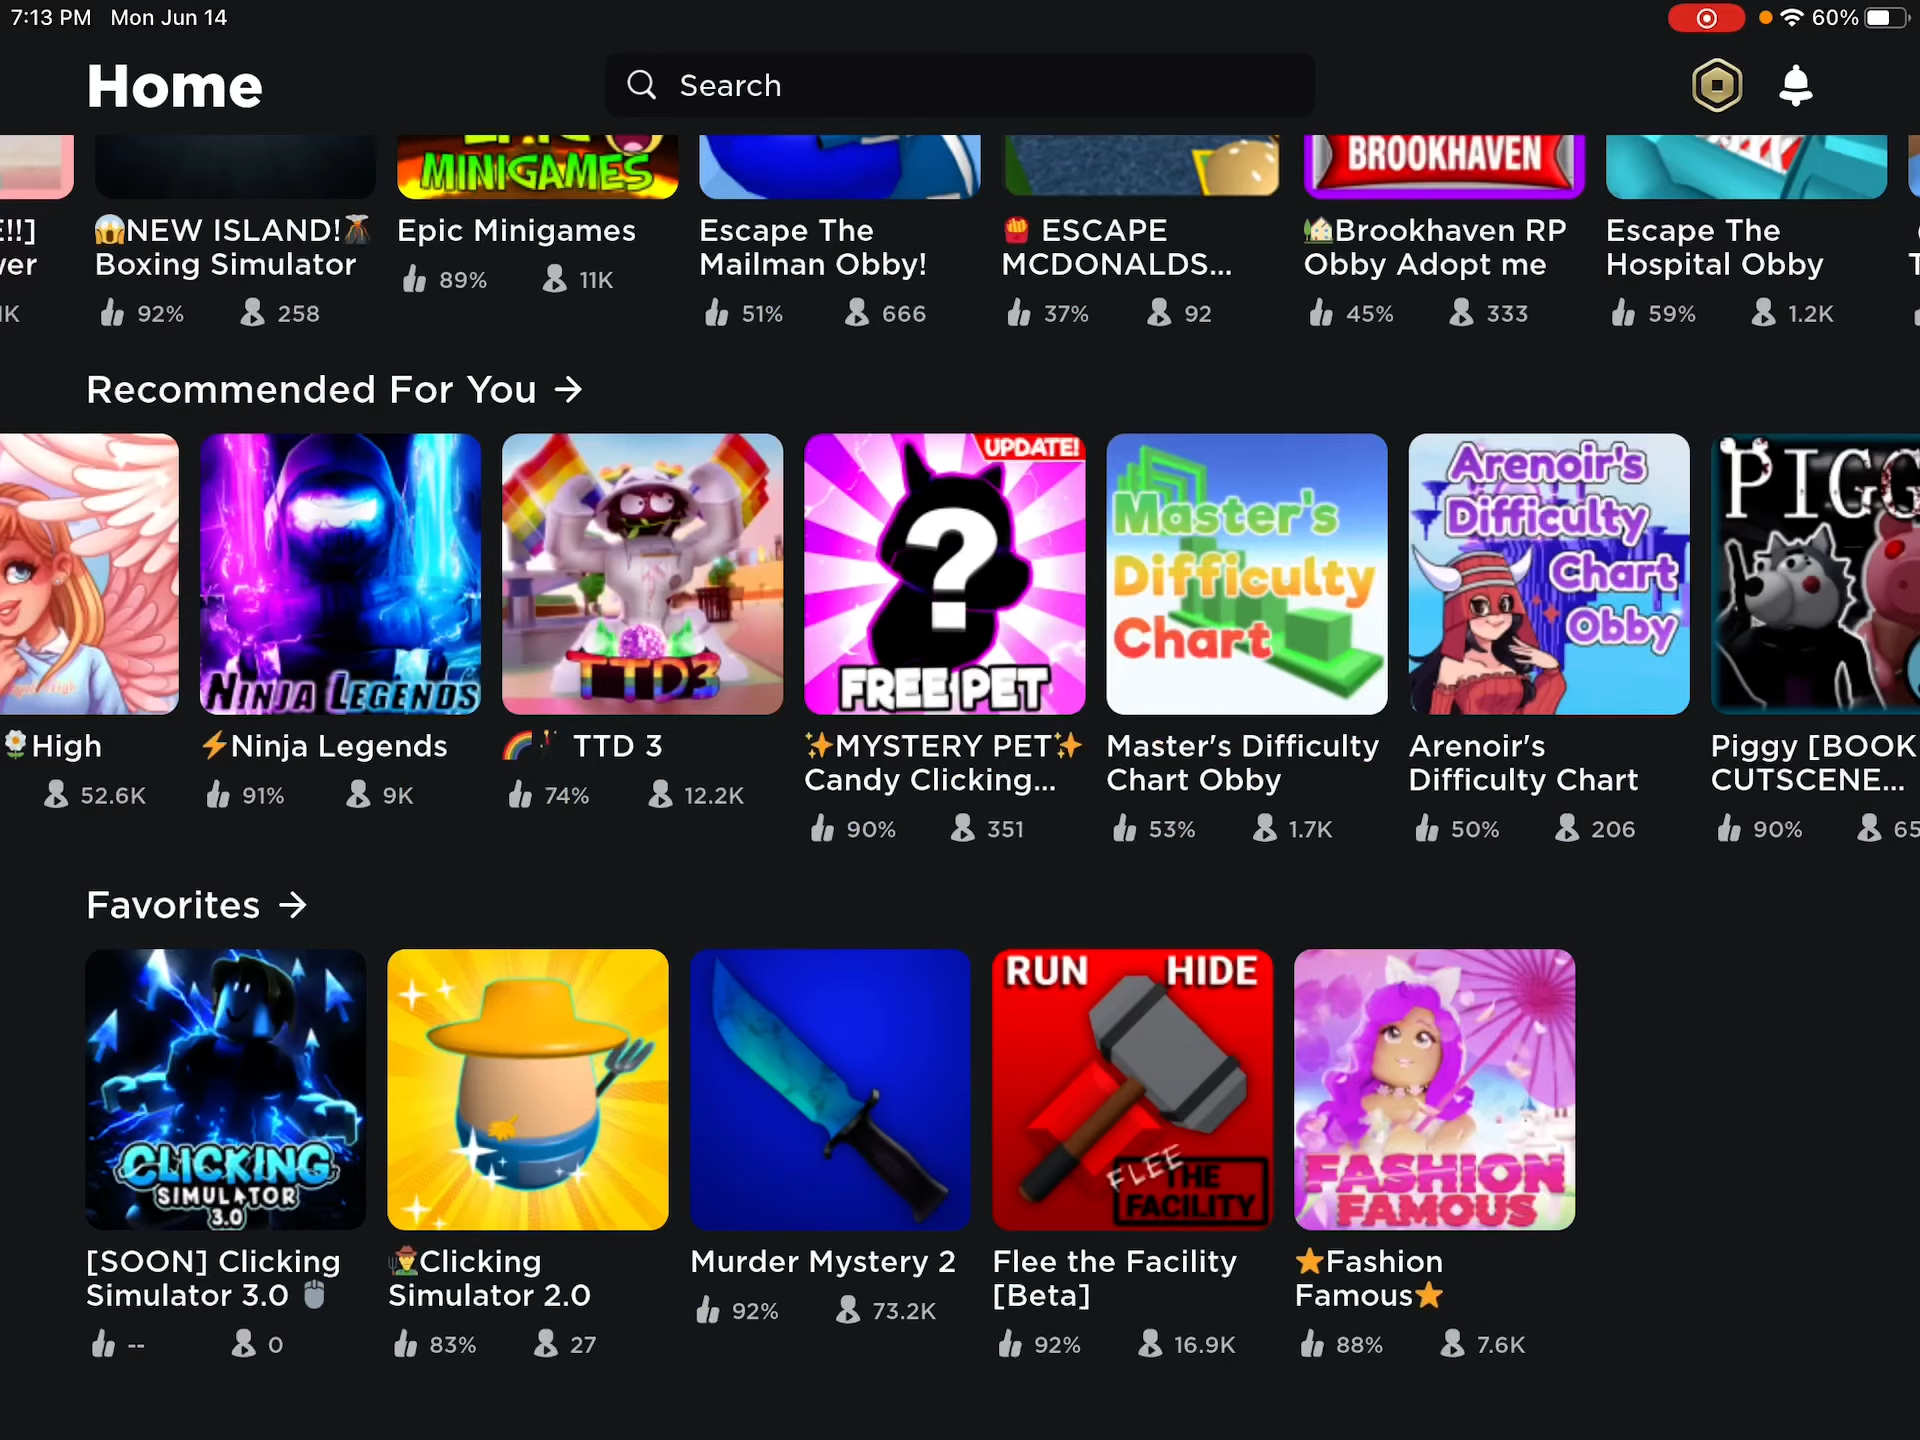 7:13 PM Mon Jun 14
60%
Home
Search
MINIGAMES
BROOKHAVEN
E!!]
ver
1K
😱NEW ISLAND!🌋
Boxing Simulator
92% 258
Epic Minigames
89% 11K
Escape The
Mailman Obby!
51% 666
🍟 ESCAPE
MCDONALDS...
37% 92
🏡Brookhaven RP
Obby Adopt me
45% 333
Escape The
Hospital Obby
59% 1.2K
Recommended For You →
NINJA LEGENDS
TTD3
UPDATE!
?
FREE PET
Master's
Difficulty
Chart
Arenoir's
Difficulty
Chart
Obby
PIGG
🌼High
52.6K
⚡Ninja Legends
91% 9K
🌈🕺 TTD 3
74% 12.2K
✨MYSTERY PET✨
Candy Clicking...
90% 351
Master's Difficulty
Chart Obby
53% 1.7K
Arenoir's
Difficulty Chart
50% 206
Piggy [BOOK
CUTSCENE...
90% 65
Favorites →
CLICKING
SIMULATOR
3.0
RUN HIDE
FLEE
THE
FACILITY
FASHION
FAMOUS
[SOON] Clicking
Simulator 3.0 🖱️
-- 0
👨‍🌾Clicking
Simulator 2.0
83% 27
Murder Mystery 2
92% 73.2K
Flee the Facility
[Beta]
92% 16.9K
⭐Fashion
Famous⭐
88% 7.6K